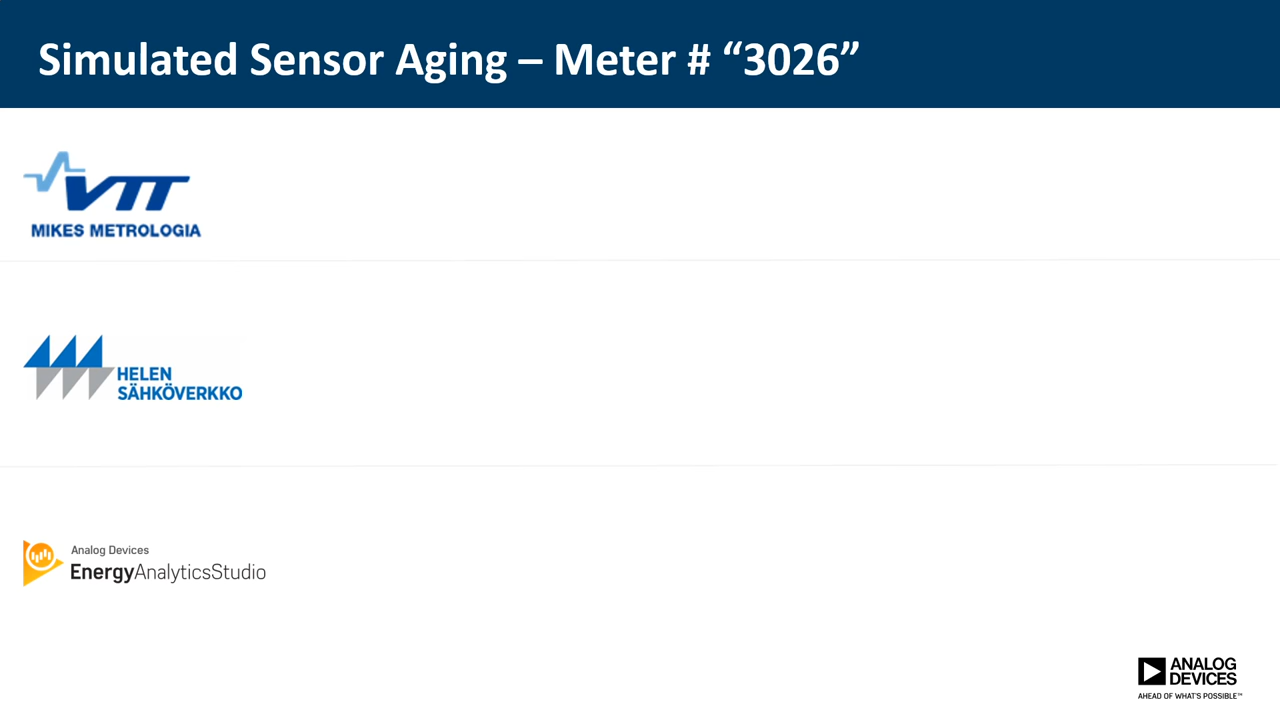 Simulated Sensor Aging – Meter # “3026”
VTT
MIKES METROLOGIA
HELEN
SÄHKÖVERKKO
Analog Devices
EnergyAnalyticsStudio
ANALOG
DEVICES
AHEAD OF WHAT'S POSSIBLE™